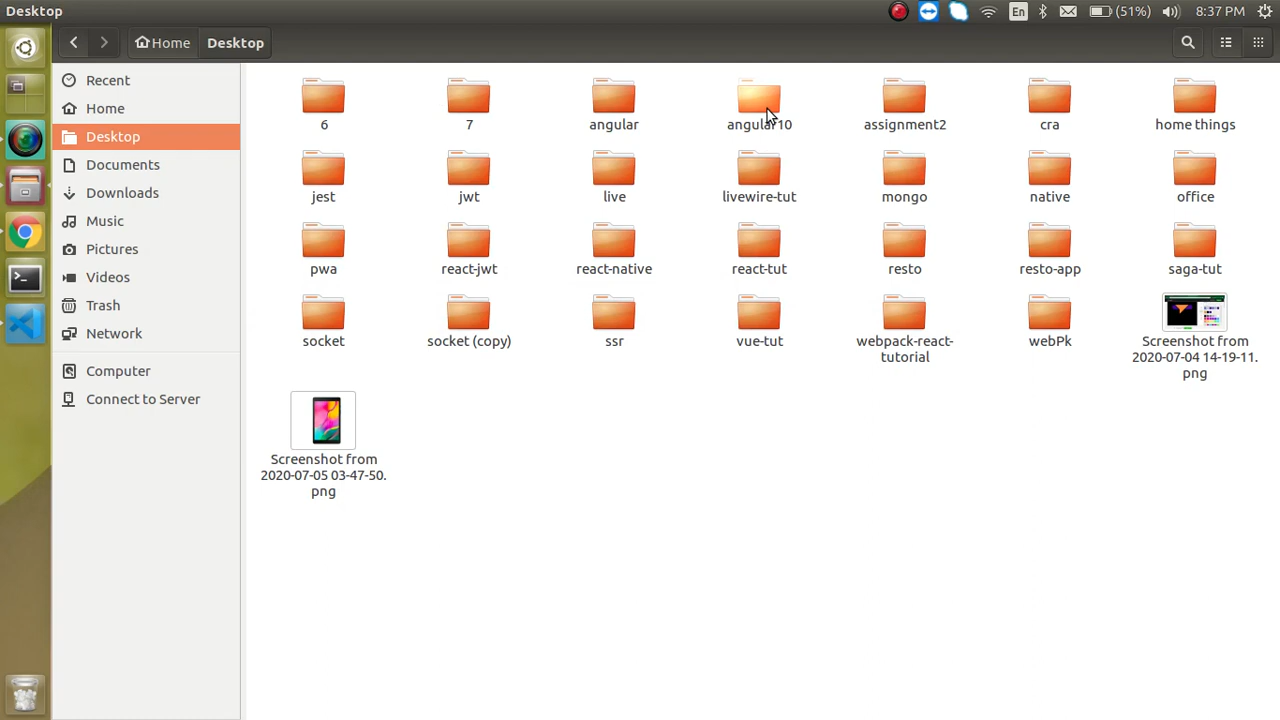 Desktop
En
(51%)
8:37 PM
Home
Desktop
Recent
Home
Desktop
Documents
Downloads
Music
Pictures
Videos
Trash
Network
Computer
Connect to Server
6
7
angular
angular10
assignment2
cra
home things
jest
jwt
live
livewire-tut
mongo
native
office
pwa
react-jwt
react-native
react-tut
resto
resto-app
saga-tut
socket
socket (copy)
ssr
vue-tut
webpack-react-
tutorial
webPk
Screenshot from
2020-07-04 14-19-11.
png
Screenshot from
2020-07-05 03-47-50.
png